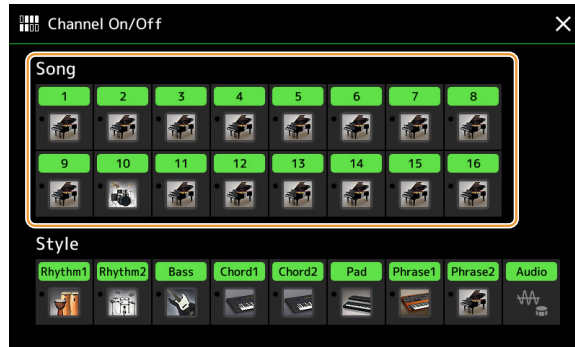 Channel On/Off
Song
1 2 3 4 5 6 7 8
9 10 11 12 13 14 15 16
Style
Rhythm1 Rhythm2 Bass Chord1 Chord2 Pad Phrase1 Phrase2 Audio